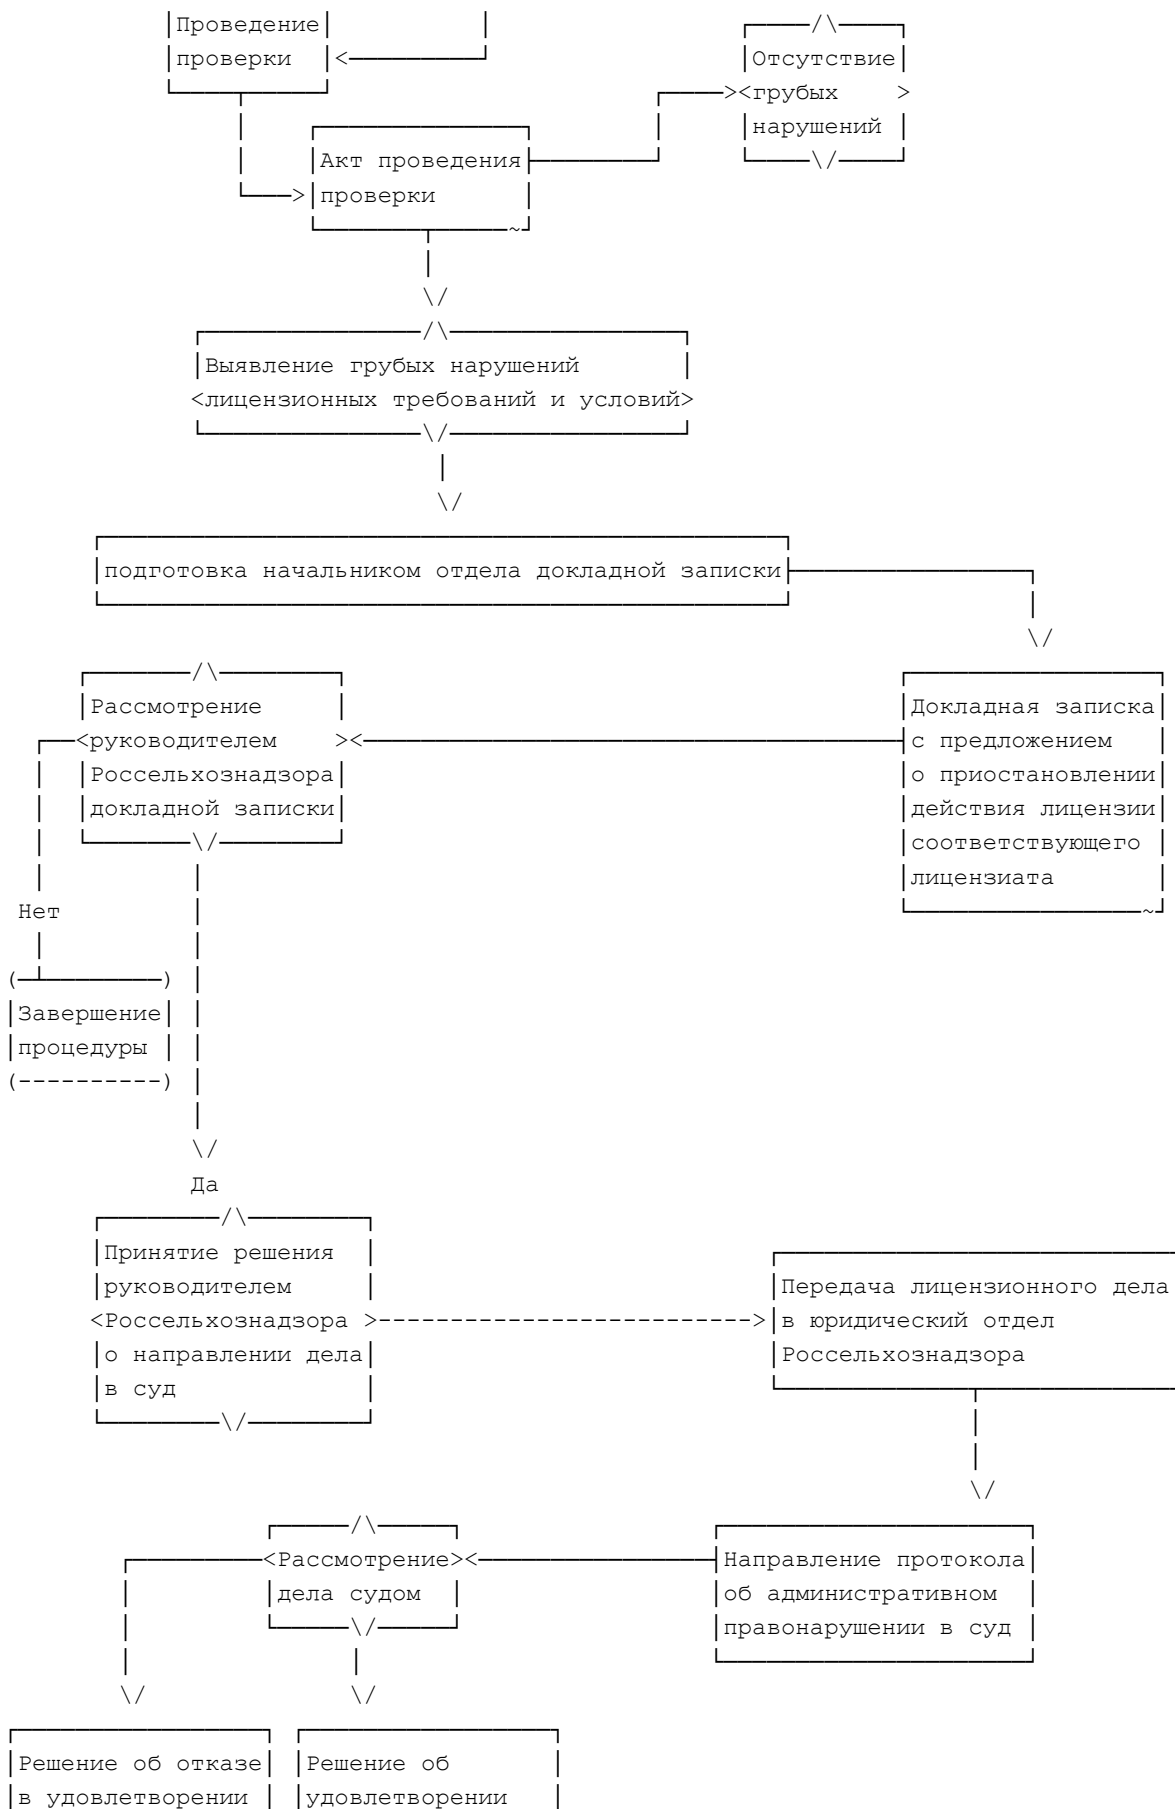 Проведение
проверки
Отсутствие
грубых
нарушений
Акт проведения
проверки
Выявление грубых нарушений
лицензионных требований и условий
подготовка начальником отдела докладной записки
Рассмотрение
руководителем
Россельхознадзора
докладной записки
Докладная записка
с предложением
о приостановлении
действия лицензии
соответствующего
лицензиата
Нет
Завершение
процедуры
Да
Принятие решения
руководителем
Россельхознадзора
о направлении дела
в суд
Передача лицензионного дела
в юридический отдел
Россельхознадзора
Рассмотрение
дела судом
Направление протокола
об административном
правонарушении в суд
Решение об отказе
в удовлетворении
Решение об
удовлетворении